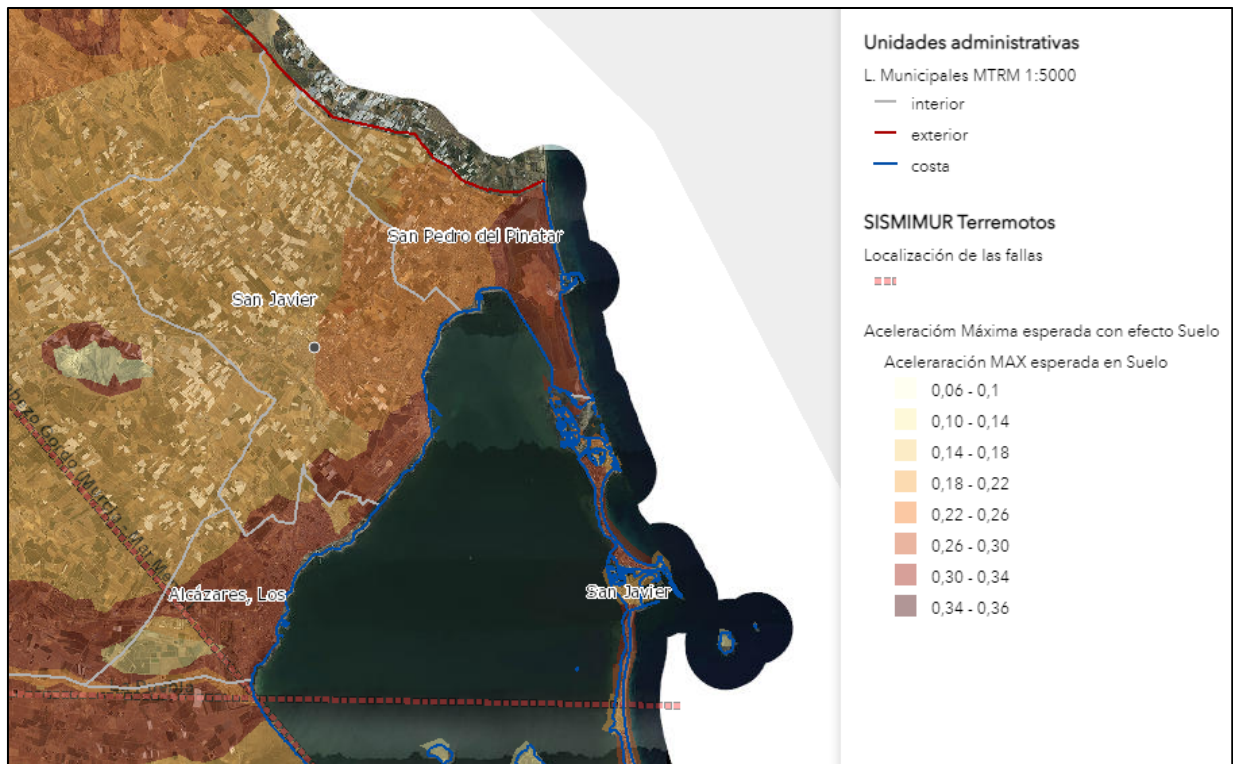 San Pedro del Pinatar
San Javier
Alcázares, Los
San Javier
Unidades administrativas
L. Municipales MTRM 1:5000
interior
exterior
costa
SISMIMUR Terremotos
Localización de las fallas
Aceleracióm Máxima esperada con efecto Suelo
Aceleraración MAX esperada en Suelo
0,06 - 0,1
0,10 - 0,14
0,14 - 0,18
0,18 - 0,22
0,22 - 0,26
0,26 - 0,30
0,30 - 0,34
0,34 - 0,36